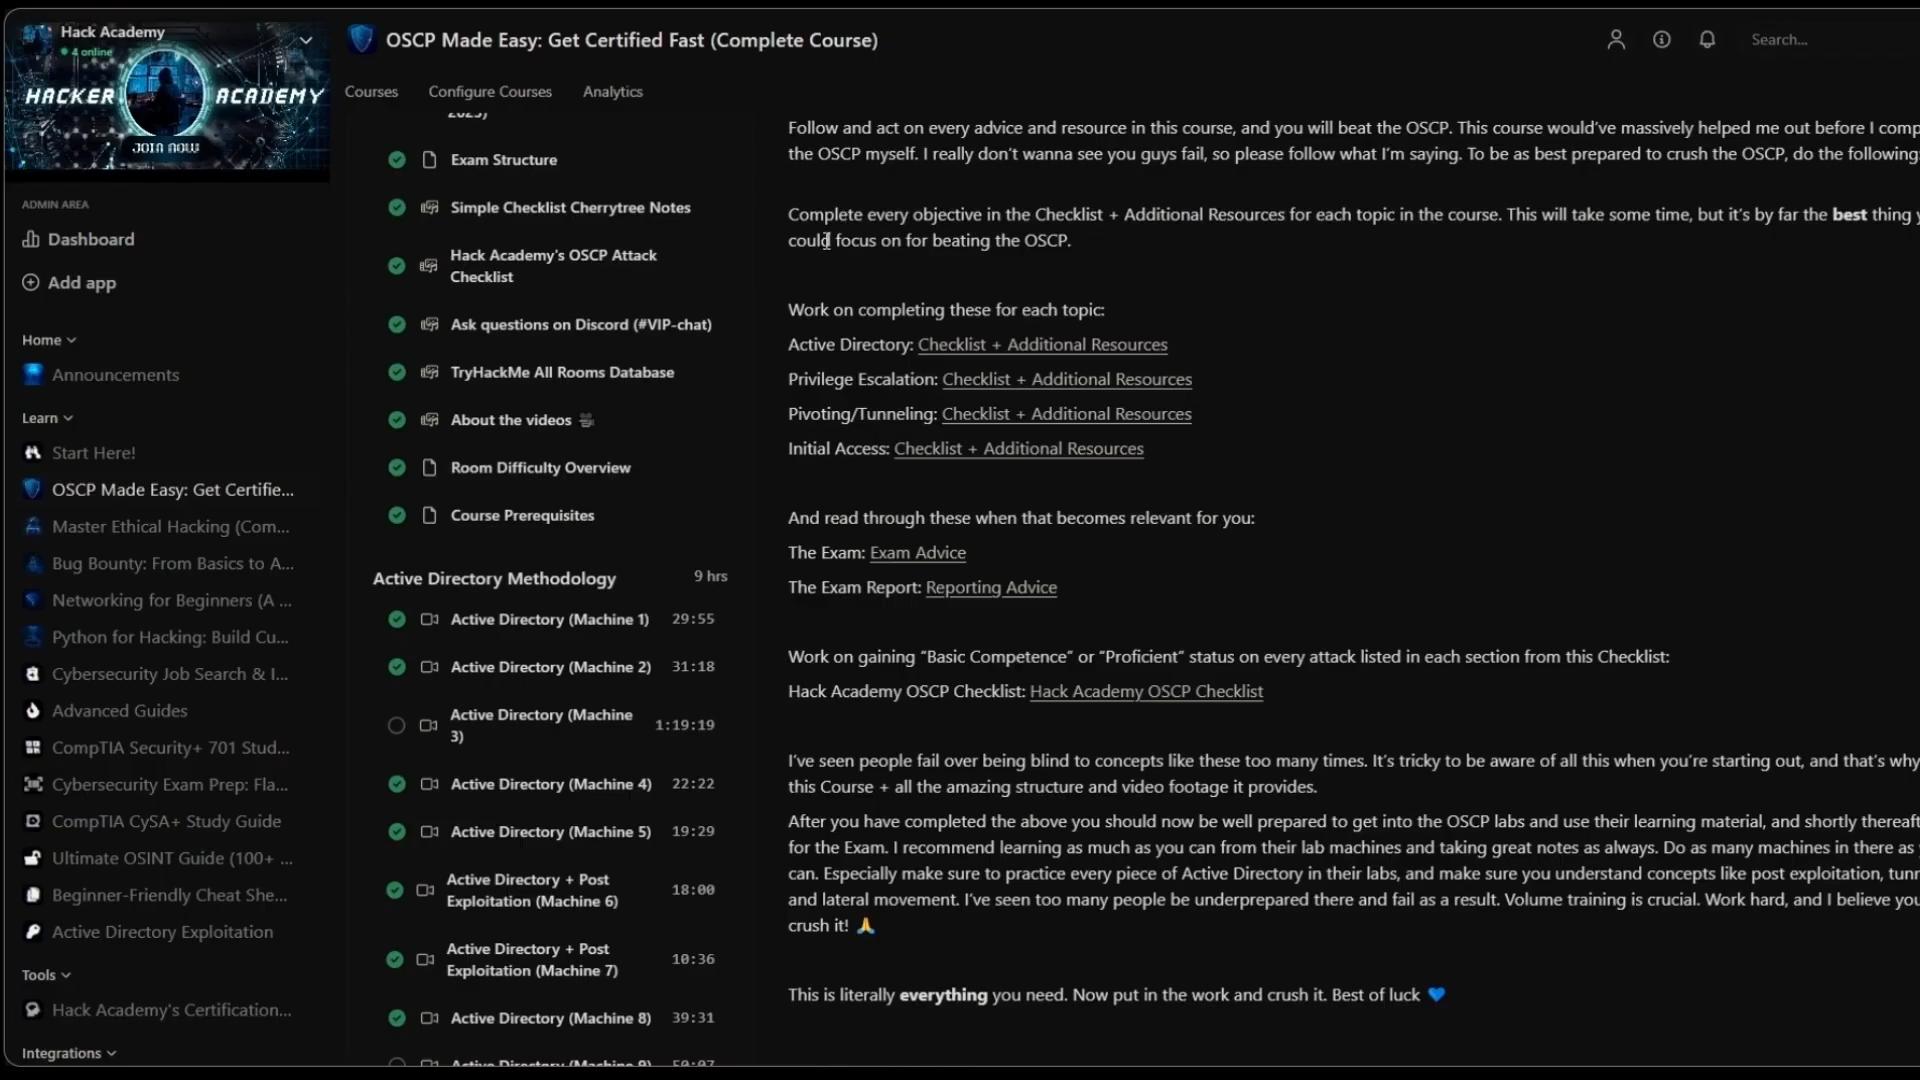 Hack Academy
4 online
HACKER ACADEMY
JOIN NOW
ADMIN AREA
Dashboard
Add app
Home
Announcements
Learn
Start Here!
OSCP Made Easy: Get Certifie...
Master Ethical Hacking (Com...
Bug Bounty: From Basics to A...
Networking for Beginners (A ...
Python for Hacking: Build Cu...
Cybersecurity Job Search & I...
Advanced Guides
CompTIA Security+ 701 Stud...
Cybersecurity Exam Prep: Fla...
CompTIA CySA+ Study Guide
Ultimate OSINT Guide (100+ ...
Beginner-Friendly Cheat She...
Active Directory Exploitation
Tools
Hack Academy's Certification...
Integrations
OSCP Made Easy: Get Certified Fast (Complete Course)
Search...
Courses Configure Courses Analytics
2025)
Exam Structure
Simple Checklist Cherrytree Notes
Hack Academy's OSCP Attack
Checklist
Ask questions on Discord (#VIP-chat)
TryHackMe All Rooms Database
About the videos
Room Difficulty Overview
Course Prerequisites
Active Directory Methodology 9 hrs
Active Directory (Machine 1) 29:55
Active Directory (Machine 2) 31:18
Active Directory (Machine
3) 1:19:19
Active Directory (Machine 4) 22:22
Active Directory (Machine 5) 19:29
Active Directory + Post
Exploitation (Machine 6) 18:00
Active Directory + Post
Exploitation (Machine 7) 10:36
Active Directory (Machine 8) 39:31
Active Directory (Machine 9) 50:07
Follow and act on every advice and resource in this course, and you will beat the OSCP. This course would've massively helped me out before I comp
the OSCP myself. I really don't wanna see you guys fail, so please follow what I'm saying. To be as best prepared to crush the OSCP, do the following:
Complete every objective in the Checklist + Additional Resources for each topic in the course. This will take some time, but it's by far the best thing y
could focus on for beating the OSCP.
Work on completing these for each topic:
Active Directory: Checklist + Additional Resources
Privilege Escalation: Checklist + Additional Resources
Pivoting/Tunneling: Checklist + Additional Resources
Initial Access: Checklist + Additional Resources
And read through these when that becomes relevant for you:
The Exam: Exam Advice
The Exam Report: Reporting Advice
Work on gaining “Basic Competence” or “Proficient” status on every attack listed in each section from this Checklist:
Hack Academy OSCP Checklist: Hack Academy OSCP Checklist
I've seen people fail over being blind to concepts like these too many times. It's tricky to be aware of all this when you're starting out, and that's why
this Course + all the amazing structure and video footage it provides.
After you have completed the above you should now be well prepared to get into the OSCP labs and use their learning material, and shortly thereaft
for the Exam. I recommend learning as much as you can from their lab machines and taking great notes as always. Do as many machines in there as
can. Especially make sure to practice every piece of Active Directory in their labs, and make sure you understand concepts like post exploitation, tunn
and lateral movement. I've seen too many people be underprepared there and fail as a result. Volume training is crucial. Work hard, and I believe you
crush it! 🙏
This is literally everything you need. Now put in the work and crush it. Best of luck 💙